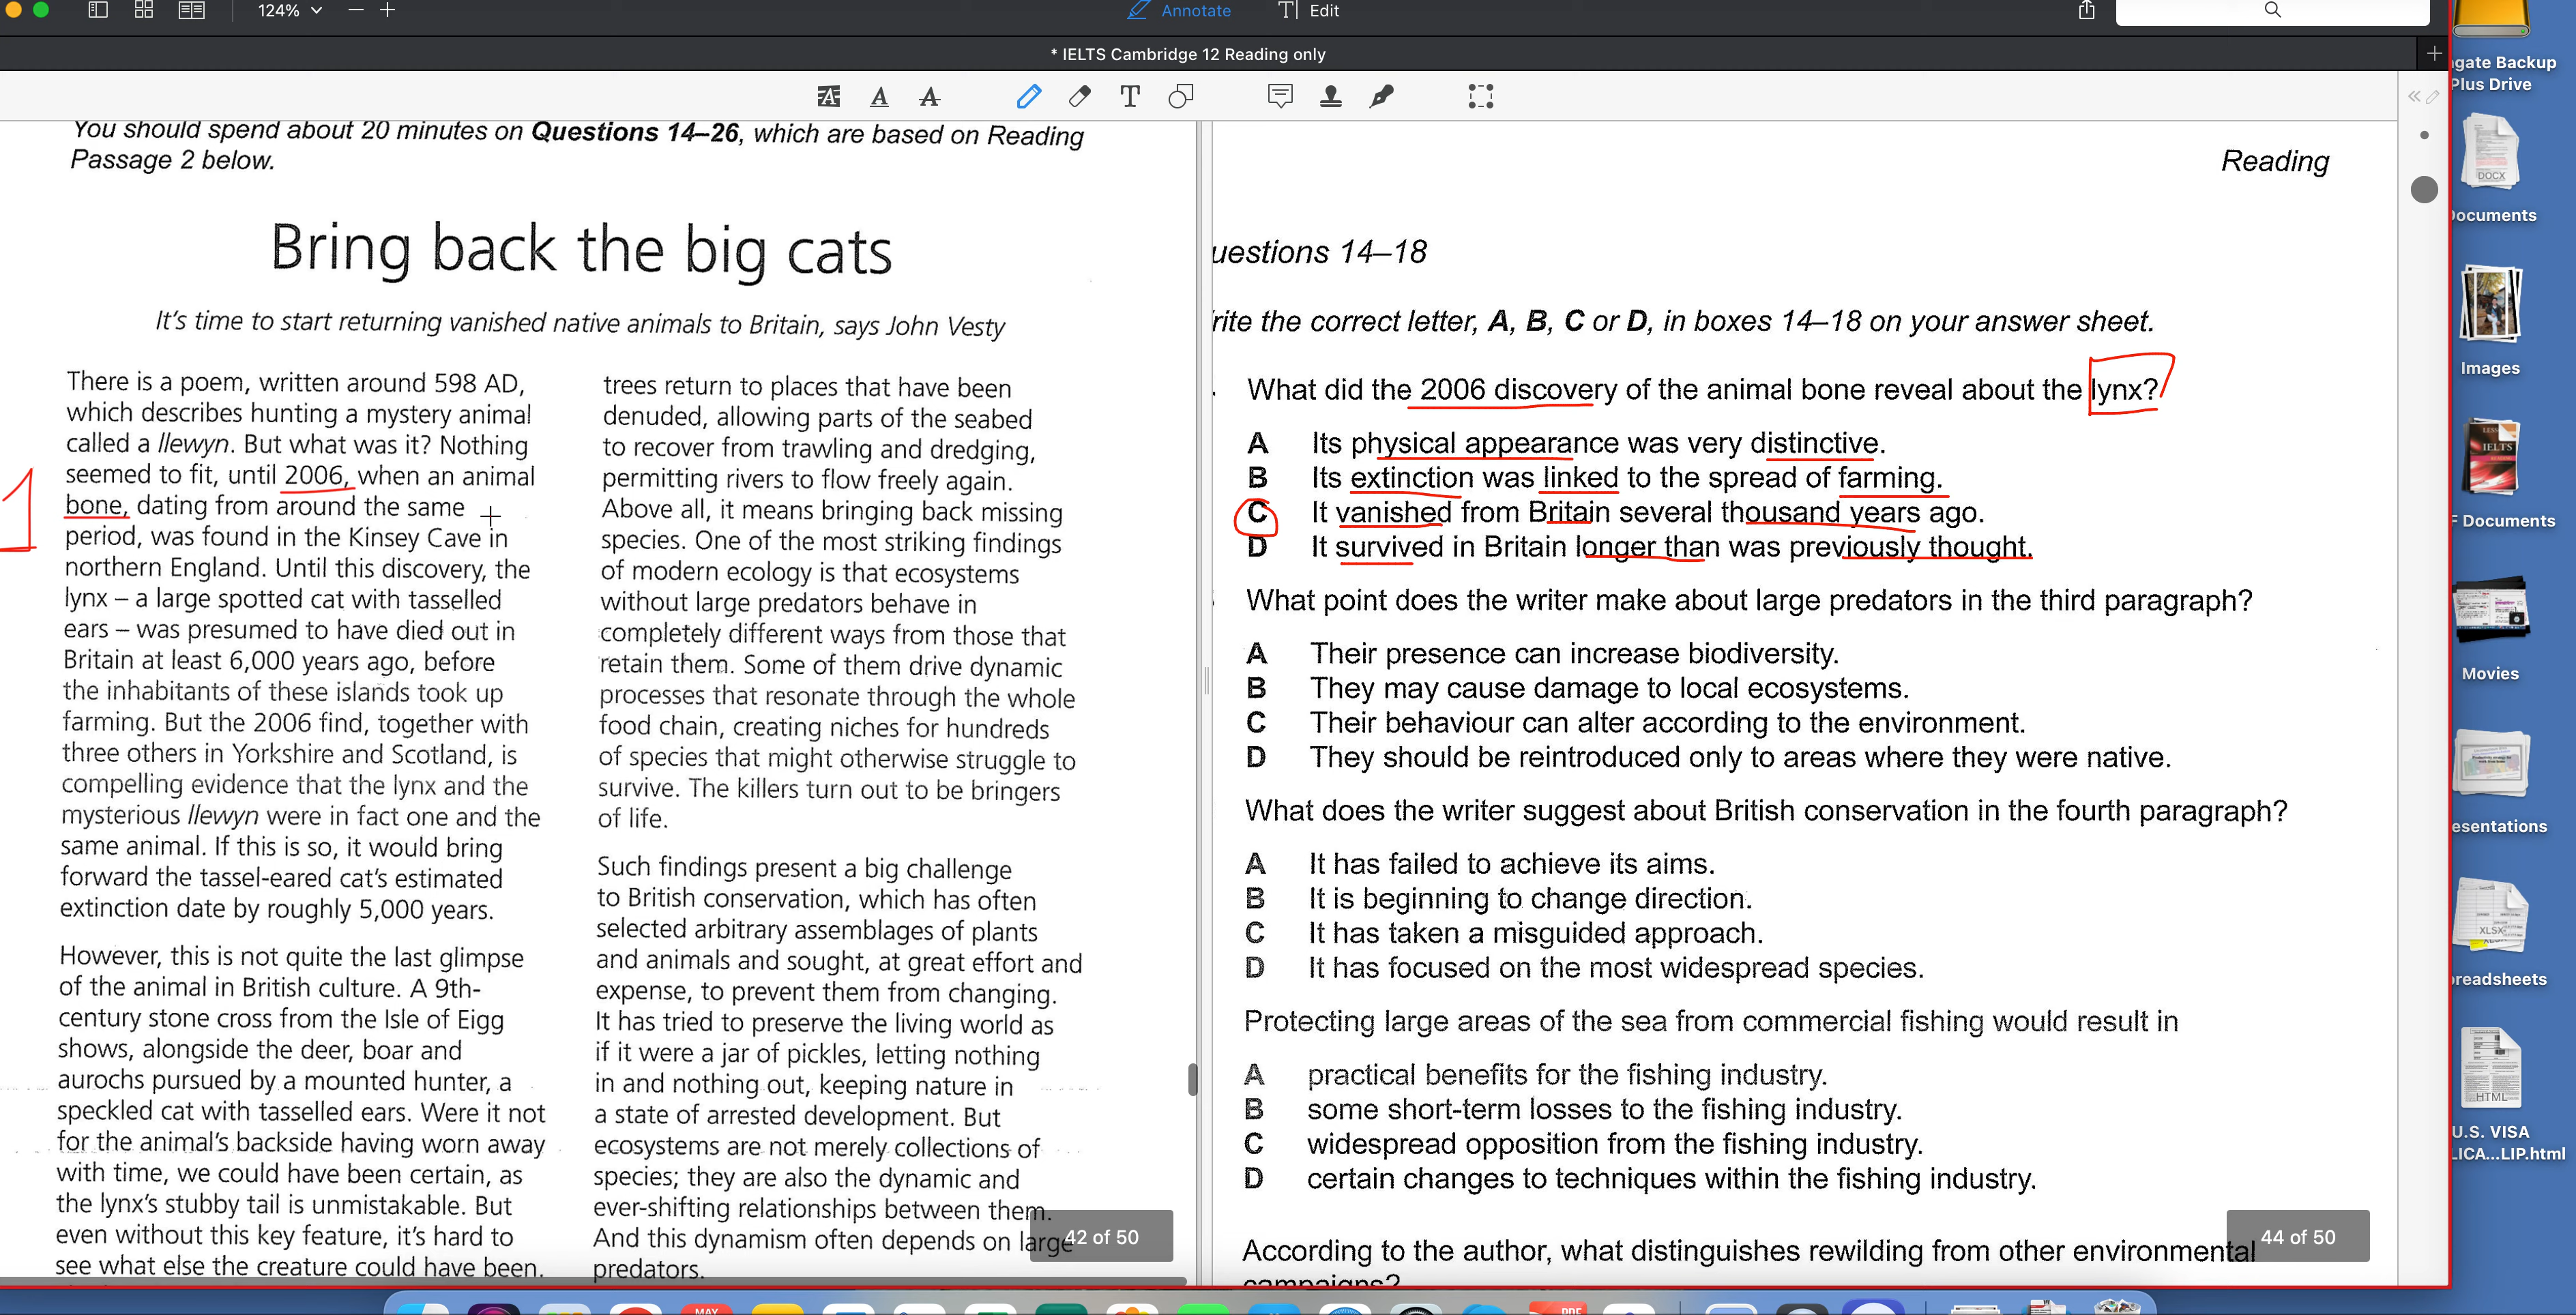 124%
Annotate
Edit
* IELTS Cambridge 12 Reading only
You should spend about 20 minutes on Questions 14–26, which are based on Reading
Passage 2 below.
Bring back the big cats
It's time to start returning vanished native animals to Britain, says John Vesty
There is a poem, written around 598 AD,
which describes hunting a mystery animal
called a llewyn. But what was it? Nothing
seemed to fit, until 2006, when an animal
bone, dating from around the same
period, was found in the Kinsey Cave in
northern England. Until this discovery, the
lynx – a large spotted cat with tasselled
ears – was presumed to have died out in
Britain at least 6,000 years ago, before
the inhabitants of these islands took up
farming. But the 2006 find, together with
three others in Yorkshire and Scotland, is
compelling evidence that the lynx and the
mysterious llewyn were in fact one and the
same animal. If this is so, it would bring
forward the tassel-eared cat's estimated
extinction date by roughly 5,000 years.
However, this is not quite the last glimpse
of the animal in British culture. A 9th-
century stone cross from the Isle of Eigg
shows, alongside the deer, boar and
aurochs pursued by a mounted hunter, a
speckled cat with tasselled ears. Were it not
for the animal's backside having worn away
with time, we could have been certain, as
the lynx's stubby tail is unmistakable. But
even without this key feature, it's hard to
see what else the creature could have been.
trees return to places that have been
denuded, allowing parts of the seabed
to recover from trawling and dredging,
permitting rivers to flow freely again.
Above all, it means bringing back missing
species. One of the most striking findings
of modern ecology is that ecosystems
without large predators behave in
completely different ways from those that
retain them. Some of them drive dynamic
processes that resonate through the whole
food chain, creating niches for hundreds
of species that might otherwise struggle to
survive. The killers turn out to be bringers
of life.
Such findings present a big challenge
to British conservation, which has often
selected arbitrary assemblages of plants
and animals and sought, at great effort and
expense, to prevent them from changing.
It has tried to preserve the living world as
if it were a jar of pickles, letting nothing
in and nothing out, keeping nature in
a state of arrested development. But
ecosystems are not merely collections of
species; they are also the dynamic and
ever-shifting relationships between them.
And this dynamism often depends on large
predators.
1
42 of 50
Reading
uestions 14–18
rite the correct letter, A, B, C or D, in boxes 14–18 on your answer sheet.
What did the 2006 discovery of the animal bone reveal about the lynx?
A Its physical appearance was very distinctive.
B Its extinction was linked to the spread of farming.
C It vanished from Britain several thousand years ago.
D It survived in Britain longer than was previously thought.
What point does the writer make about large predators in the third paragraph?
A Their presence can increase biodiversity.
B They may cause damage to local ecosystems.
C Their behaviour can alter according to the environment.
D They should be reintroduced only to areas where they were native.
What does the writer suggest about British conservation in the fourth paragraph?
A It has failed to achieve its aims.
B It is beginning to change direction.
C It has taken a misguided approach.
D It has focused on the most widespread species.
Protecting large areas of the sea from commercial fishing would result in
A practical benefits for the fishing industry.
B some short-term losses to the fishing industry.
C widespread opposition from the fishing industry.
D certain changes to techniques within the fishing industry.
According to the author, what distinguishes rewilding from other environmental
campaigns?
44 of 50
gate Backup
Plus Drive
DOCX
ocuments
Images
IELTS
F Documents
Movies
esentations
XLSX
readsheets
HTML
U.S. VISA
LICA...LIP.html
MAY
PDF